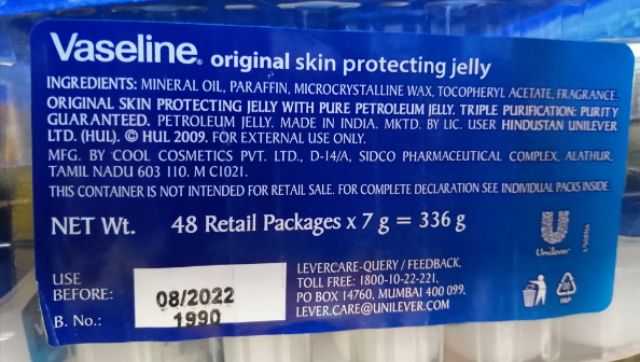 Vaseline® original skin protecting jelly
INGREDIENTS: MINERAL OIL, PARAFFIN, MICROCRYSTALLINE WAX, TOCOPHERYL ACETATE, FRAGRANCE.
ORIGINAL SKIN PROTECTING JELLY WITH PURE PETROLEUM JELLY. TRIPLE PURIFICATION: PURITY
GUARANTEED. PETROLEUM JELLY. MADE IN INDIA. MKTD. BY LIC. USER HINDUSTAN UNILEVER
LTD. (HUL). © HUL 2009. FOR EXTERNAL USE ONLY.
MFG. BY COOL COSMETICS PVT. LTD., D-14/A, SIDCO PHARMACEUTICAL COMPLEX, ALATHUR,
TAMIL NADU 603 110. M C1021.
THIS CONTAINER IS NOT INTENDED FOR RETAIL SALE. FOR COMPLETE DECLARATION SEE INDIVIDUAL PACKS INSIDE.
NET Wt. 48 Retail Packages x 7 g = 336 g
Unilever
USE
BEFORE: 08/2022
B. No.: 1990
LEVERCARE-QUERY / FEEDBACK.
TOLL FREE: 1800-10-22-221.
PO BOX 14760, MUMBAI 400 099.
LEVER.CARE@UNILEVER.COM